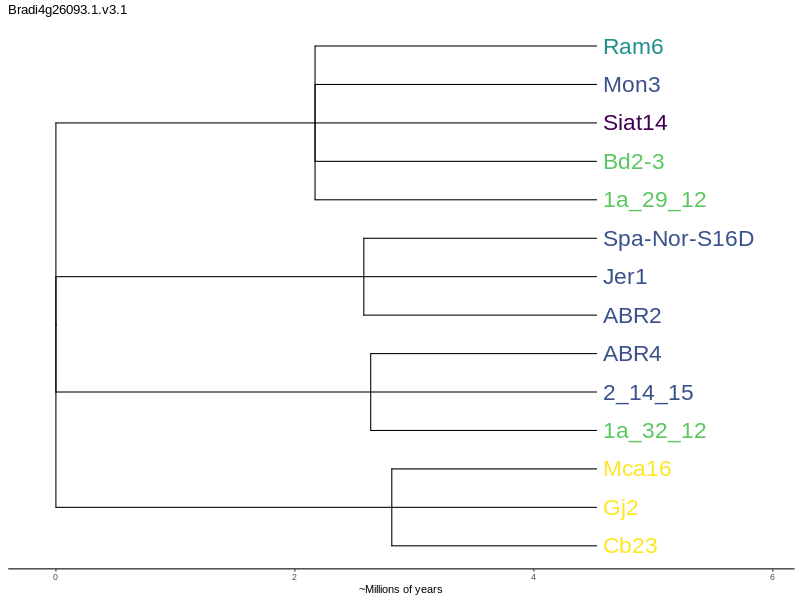 Bradi4g26093.1.v3.1
Ram6
Mon3
Siat14
Bd2-3
1a_29_12
Spa-Nor-S16D
Jer1
ABR2
ABR4
2_14_15
1a_32_12
Mca16
Gj2
Cb23
0 2 4 6
~Millions of years